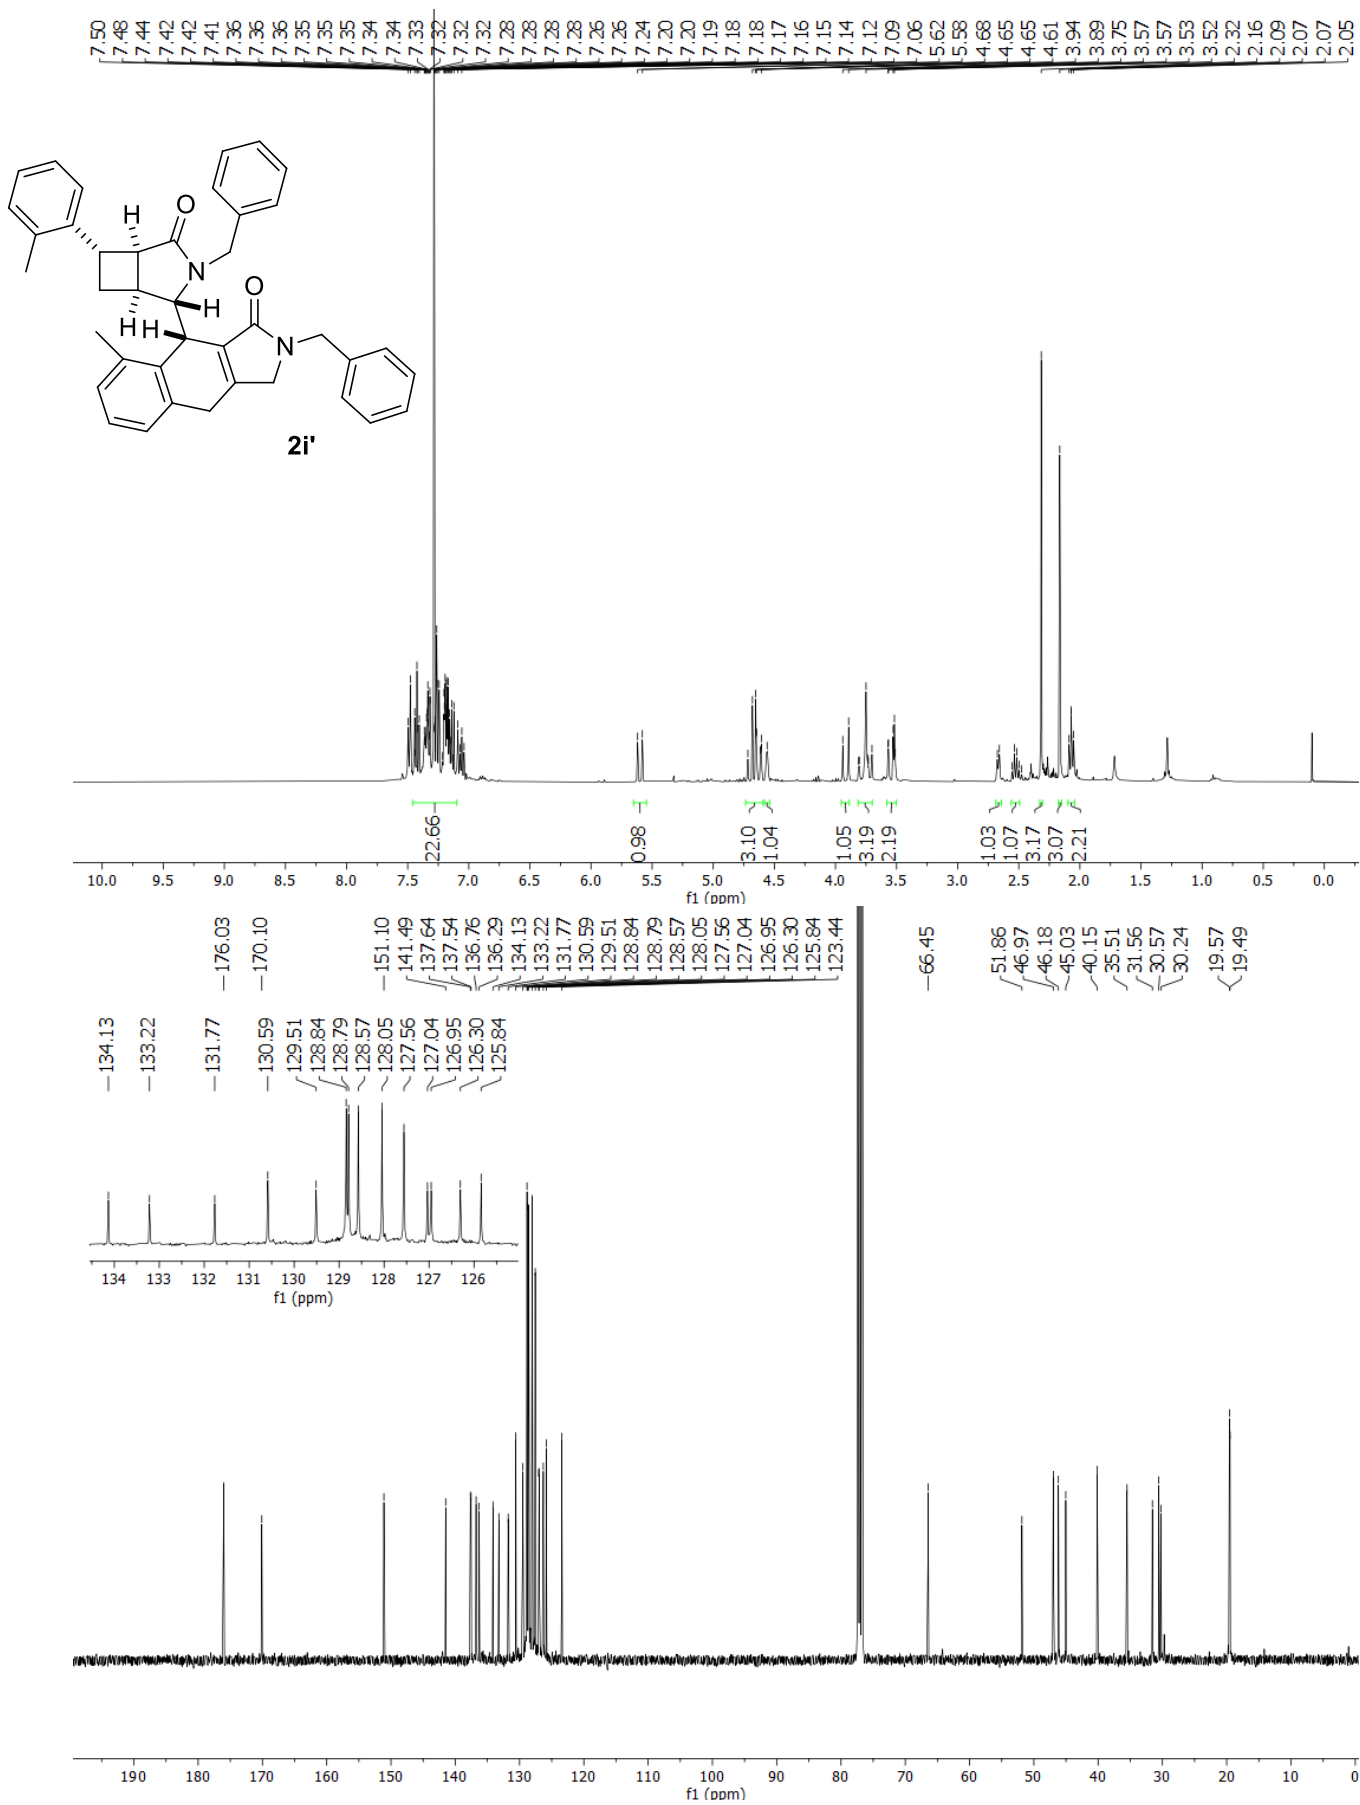 7.50 7.48 7.44 7.42 7.42 7.41 7.36 7.36 7.36 7.35 7.35 7.35 7.34 7.34 7.33 7.32 7.32 7.32 7.28 7.28 7.28 7.28 7.26 7.26 7.24 7.20 7.20 7.19 7.18 7.18 7.17 7.16 7.15 7.14 7.12 7.09 7.06 5.62 5.58 4.68 4.65 4.65 4.61 3.94 3.89 3.75 3.57 3.57 3.53 3.52 2.32 2.16 2.09 2.07 2.07 2.05
H
O
N
H
O
H
H
N
2i'
22.66 0.98 3.10 1.04 1.05 3.19 2.19 1.03 1.07 3.17 3.07 2.21
10.0 9.5 9.0 8.5 8.0 7.5 7.0 6.5 6.0 5.5 5.0 4.5 4.0 3.5 3.0 2.5 2.0 1.5 1.0 0.5 0.0
f1 (ppm)
176.03 170.10 151.10 141.49 137.64 137.54 136.76 136.29 134.13 133.22 131.77 130.59 129.51 128.84 128.79 128.57 128.05 127.56 127.04 126.95 126.30 125.84 123.44 66.45 51.86 46.97 46.18 45.03 40.15 35.51 31.56 30.57 30.24 19.57 19.49
134.13 133.22 131.77 130.59 129.51 128.84 128.79 128.57 128.05 127.56 127.04 126.95 126.30 125.84
134 133 132 131 130 129 128 127 126
f1 (ppm)
190 180 170 160 150 140 130 120 110 100 90 80 70 60 50 40 30 20 10 0
f1 (ppm)